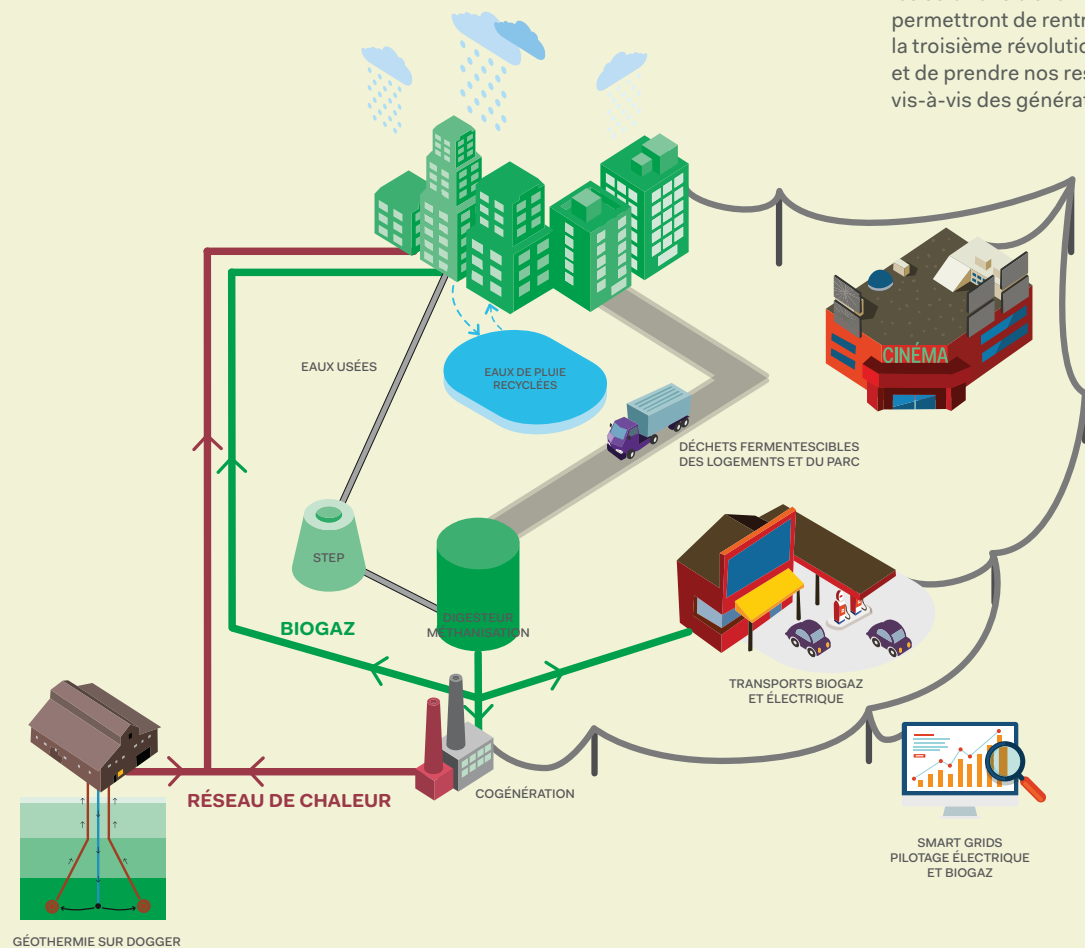 permettront de rentr
la troisième révolutio
et de prendre nos res
vis-à-vis des générat
CINÉMA
EAUX USÉES
EAUX DE PLUIE
RECYCLÉES
DÉCHETS FERMENTESCIBLES
DES LOGEMENTS ET DU PARC
STEP
DIGESTEUR
MÉTHANISATION
BIOGAZ
TRANSPORTS BIOGAZ
ET ÉLECTRIQUE
RÉSEAU DE CHALEUR
COGÉNÉRATION
SMART GRIDS
PILOTAGE ÉLECTRIQUE
ET BIOGAZ
GÉOTHERMIE SUR DOGGER